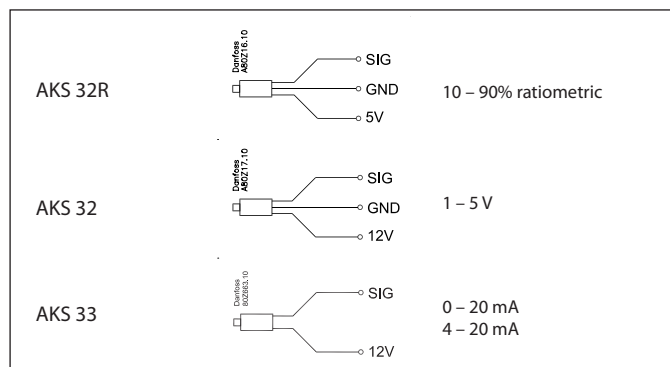 Danfoss
A80Z16.10
SIG
AKS 32R
GND
10 – 90% ratiometric
5V
Danfoss
A80Z17.10
SIG
AKS 32
GND
1 – 5 V
12V
Danfoss
80Z663.10
SIG
AKS 33
0 – 20 mA
4 – 20 mA
12V